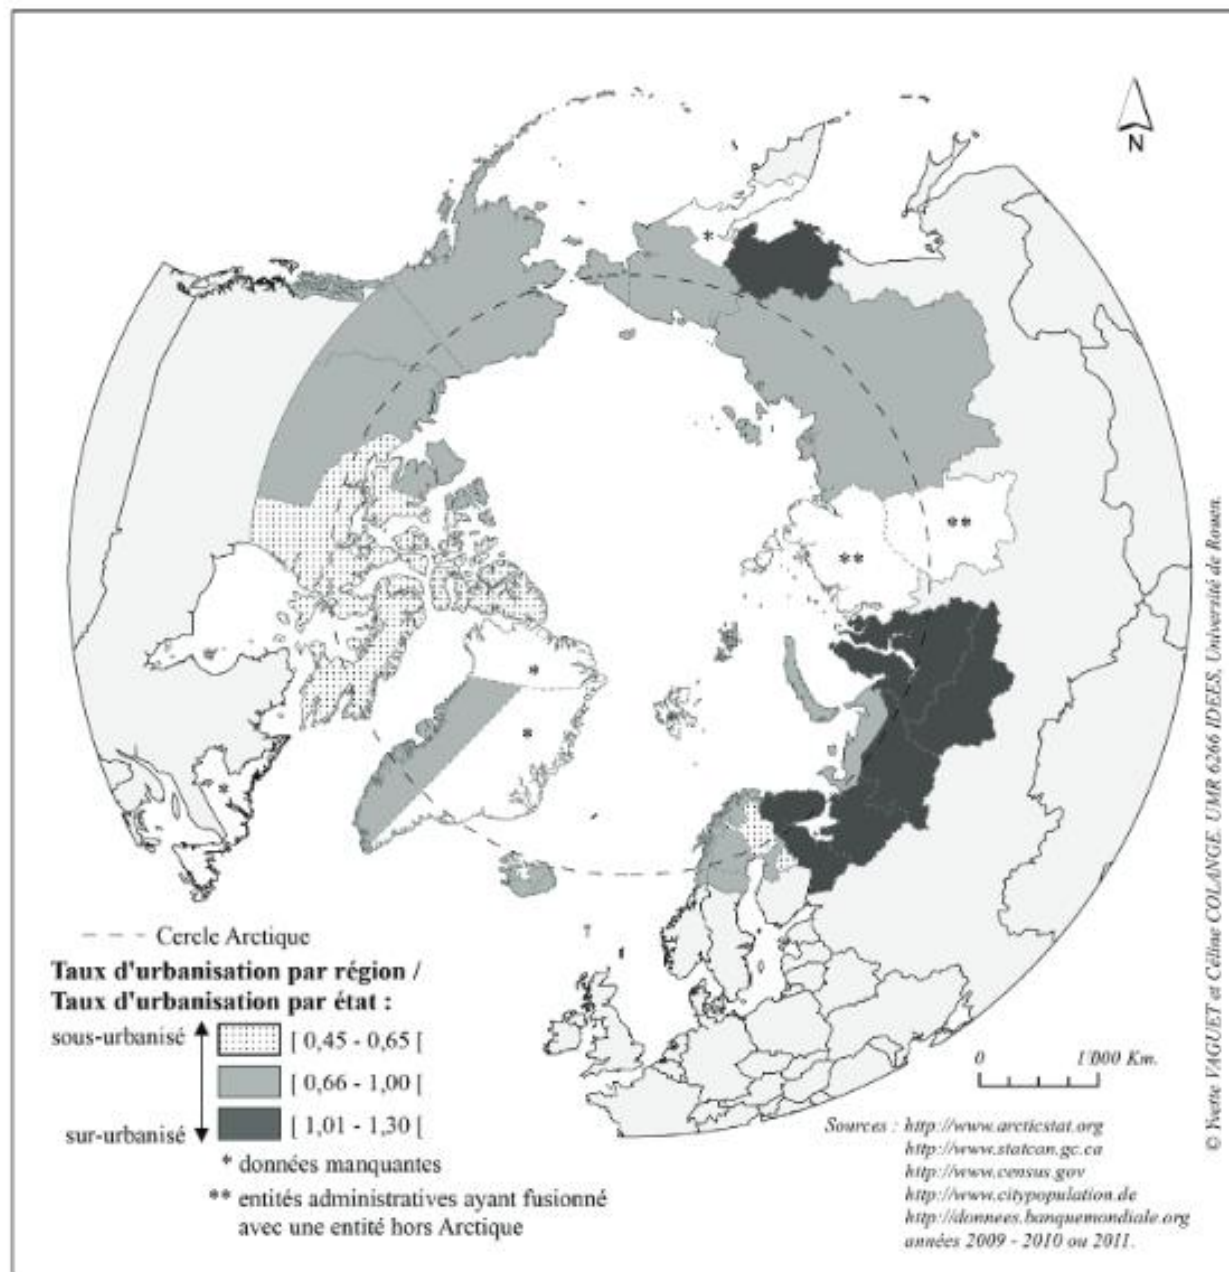 N
*
*
*
*
*
**
**
- - - Cercle Arctique
Taux d'urbanisation par région /
Taux d'urbanisation par état :
sous-urbanisé
[ 0,45 - 0,65 [
[ 0,66 - 1,00 [
sur-urbanisé
[ 1,01 - 1,30 [
* données manquantes
** entités administratives ayant fusionné
avec une entité hors Arctique
0 1'000 Km.
Sources : http://www.arcticstat.org
http://www.statcan.gc.ca
http://www.census.gov
http://www.citypopulation.de
http://donnees.banquemondiale.org
années 2009 - 2010 ou 2011.
© Yvette VAGUET et Céline COLANGE. UMR 6266 IDEES, Université de Rouen.